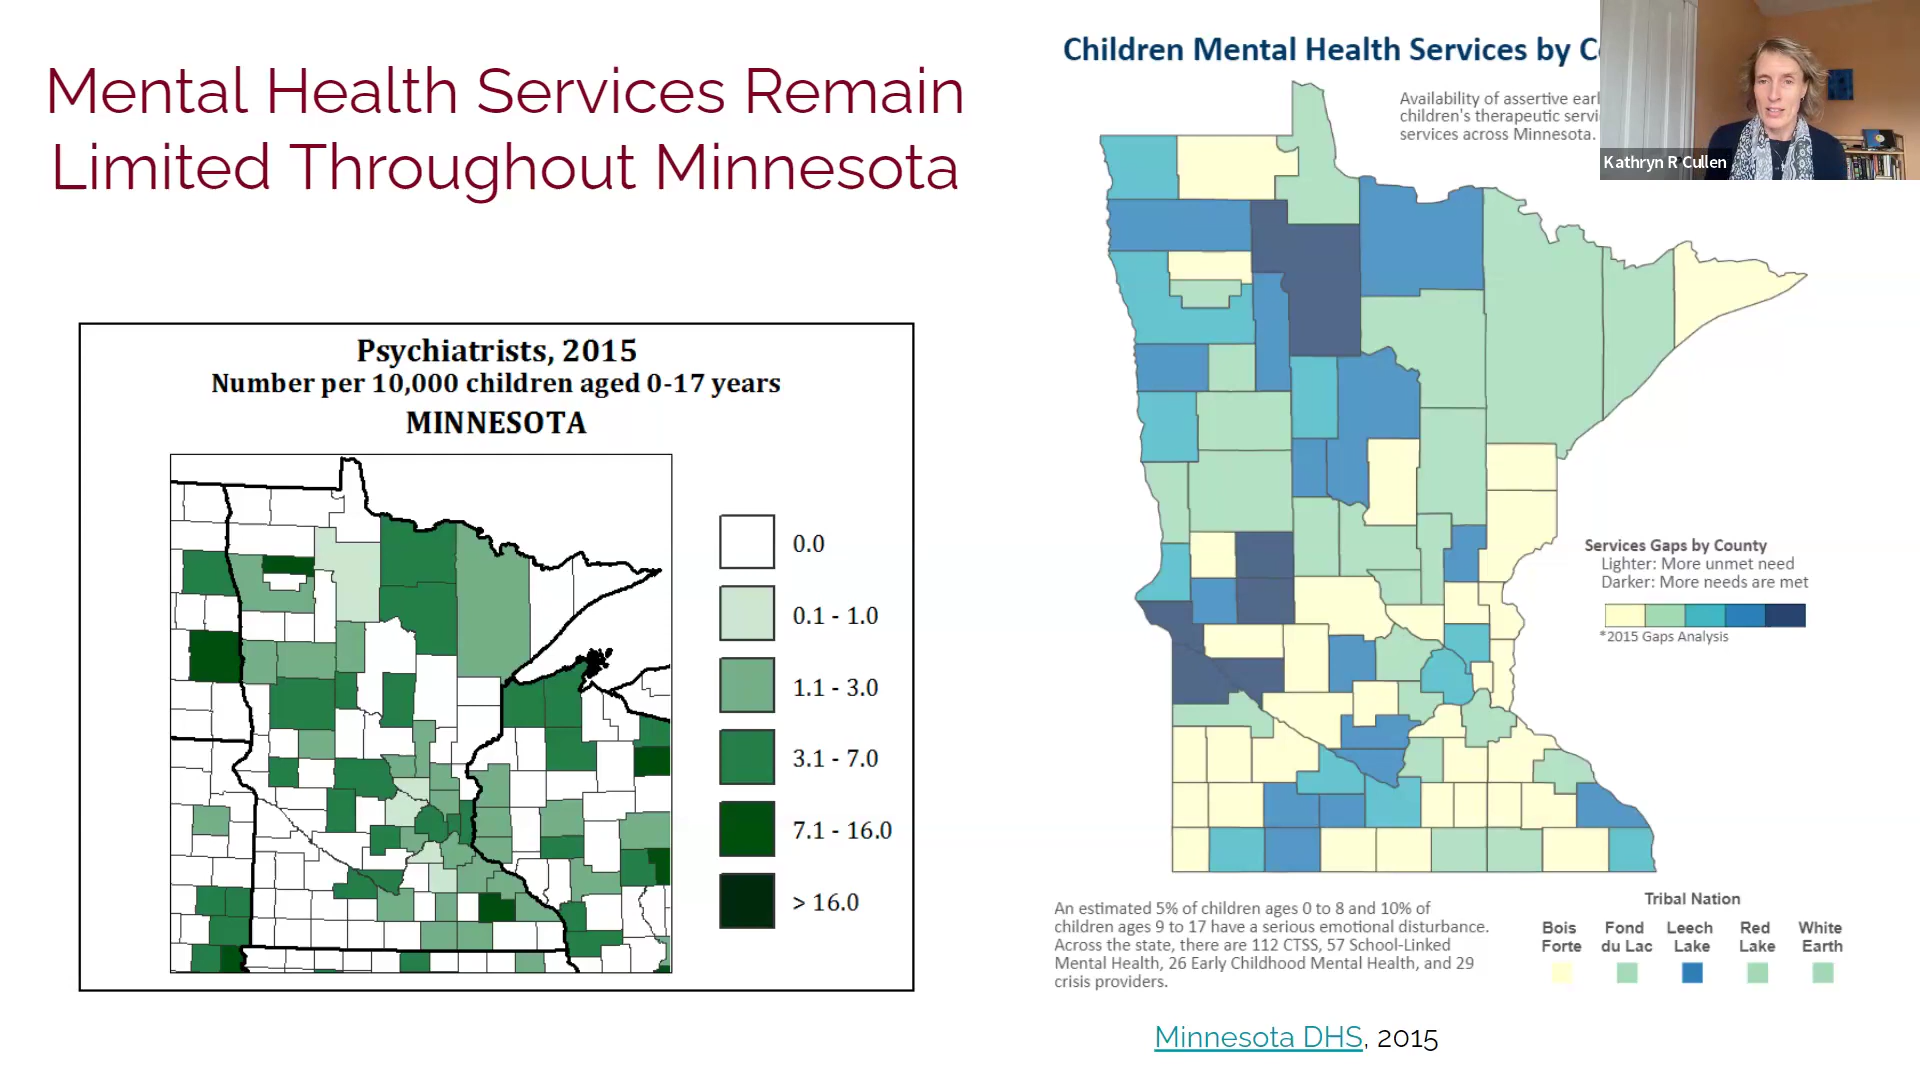 Mental Health Services Remain
Limited Throughout Minnesota
Psychiatrists, 2015
Number per 10,000 children aged 0-17 years
MINNESOTA
0.0
0.1 - 1.0
1.1 - 3.0
3.1 - 7.0
7.1 - 16.0
> 16.0
Children Mental Health Services by C
Availability of assertive earl
children's therapeutic servi
services across Minnesota.
Kathryn R Cullen
Services Gaps by County
Lighter: More unmet need
Darker: More needs are met
*2015 Gaps Analysis
An estimated 5% of children ages 0 to 8 and 10% of
children ages 9 to 17 have a serious emotional disturbance.
Across the state, there are 112 CTSS, 57 School-Linked
Mental Health, 26 Early Childhood Mental Health, and 29
crisis providers.
Tribal Nation
Bois Fond Leech Red White
Forte du Lac Lake Lake Earth
Minnesota DHS, 2015